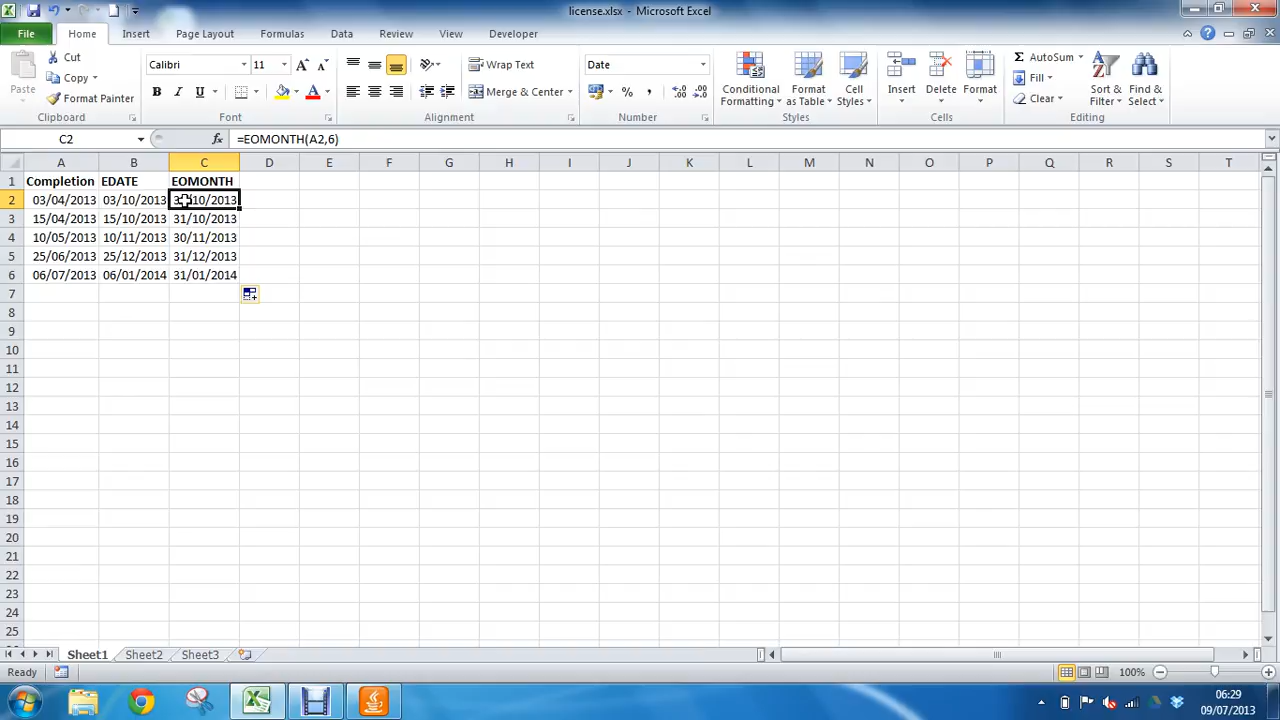 license.xlsx - Microsoft Excel
File Home Insert Page Layout Formulas Data Review View Developer
Cut
Copy
Format Painter
Paste
Clipboard
Calibri 11
B I U
Font
Wrap Text
Merge & Center
Alignment
Date
%
Number
Conditional Formatting
Format as Table
Cell Styles
Styles
Insert
Delete
Format
Cells
AutoSum
Fill
Clear
Sort & Filter
Find & Select
Editing
C2 fx =EOMONTH(A2,6)
A B C D E F G H I J K L M N O P Q R S T
1 Completion EDATE EOMONTH
2 03/04/2013 03/10/2013 31/10/2013
3 15/04/2013 15/10/2013 31/10/2013
4 10/05/2013 10/11/2013 30/11/2013
5 25/06/2013 25/12/2013 31/12/2013
6 06/07/2013 06/01/2014 31/01/2014
7
8
9
10
11
12
13
14
15
16
17
18
19
20
21
22
23
24
25
Sheet1 Sheet2 Sheet3
Ready 100%
06:29
09/07/2013